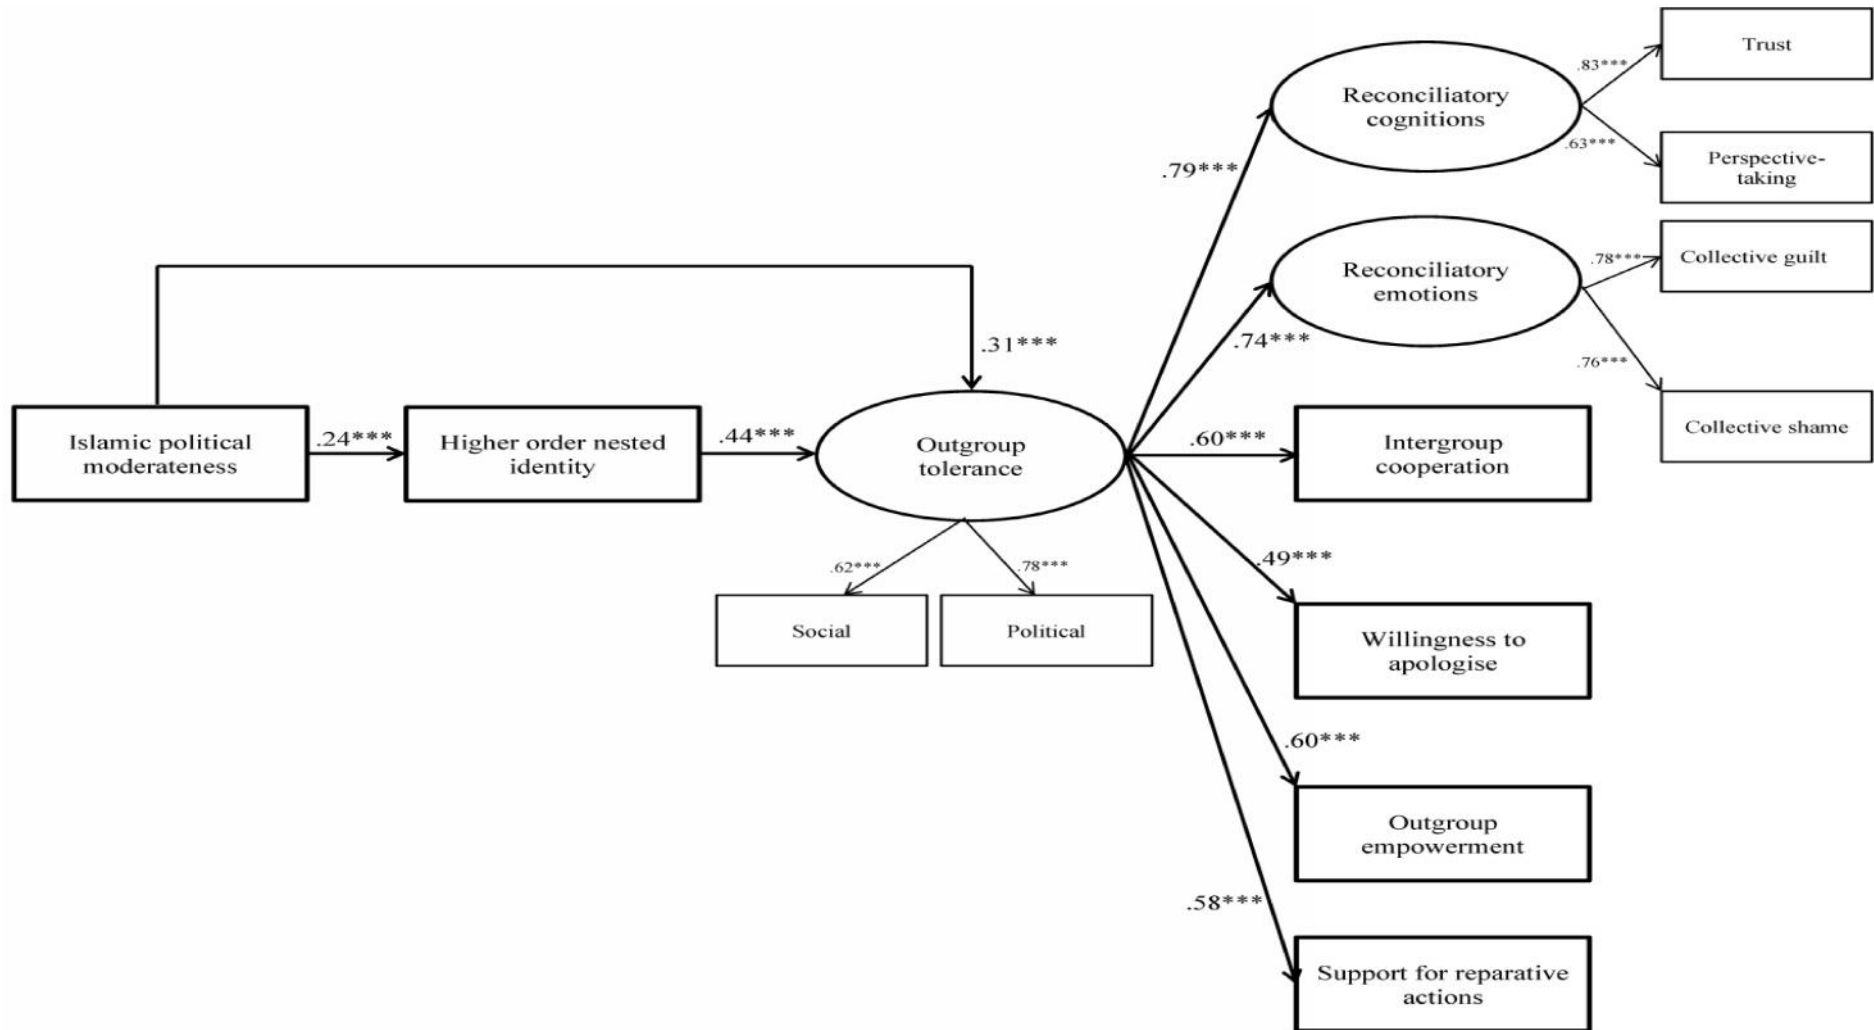 Trust
.83***
Reconciliatory
cognitions
.63***
Perspective-
taking
.79***
Collective guilt
.78***
Reconciliatory
emotions
.74***
.76***
Collective shame
.31***
Islamic political
moderateness
.24***
Higher order nested
identity
.44***
Outgroup
tolerance
.60***
Intergroup
cooperation
.62***
.78***
Social
Political
.49***
Willingness to
apologise
.60***
Outgroup
empowerment
.58***
Support for reparative
actions